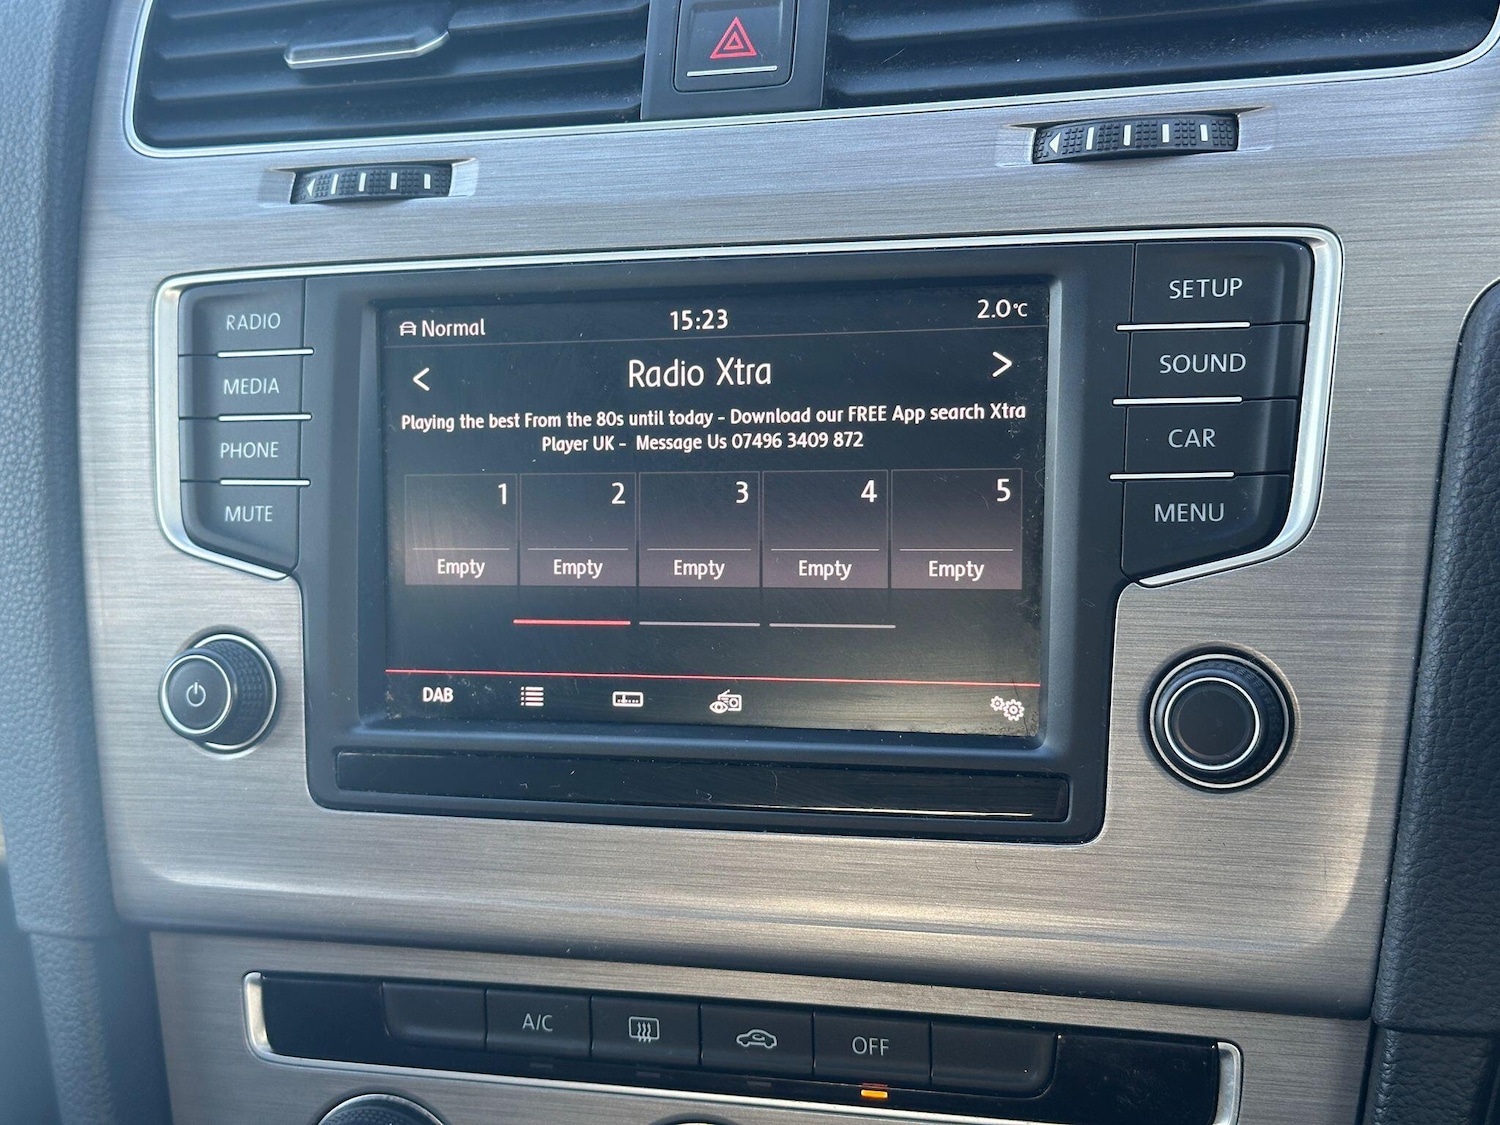 Normal
15:23
2.0°C
< Radio Xtra >
Playing the best From the 80s until today - Download our FREE App search Xtra
Player UK - Message Us 07496 3409 872
1 2 3 4 5
Empty Empty Empty Empty Empty
DAB
RADIO
MEDIA
PHONE
MUTE
SETUP
SOUND
CAR
MENU
A/C
OFF